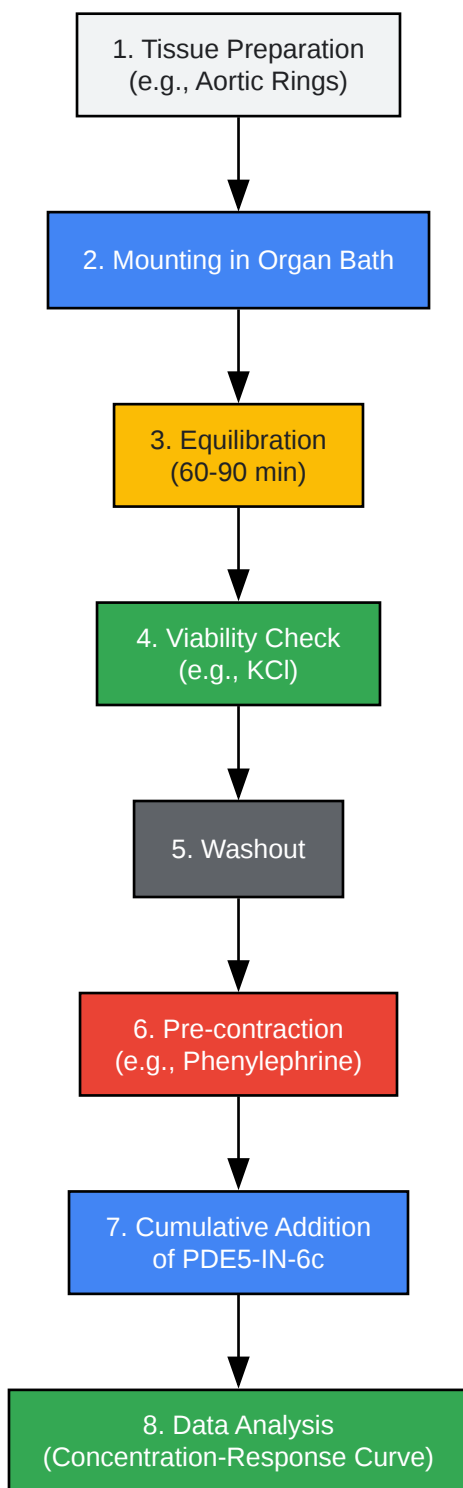 1. Tissue Preparation
(e.g., Aortic Rings)
2. Mounting in Organ Bath
3. Equilibration
(60-90 min)
4. Viability Check
(e.g., KCl)
5. Washout
6. Pre-contraction
(e.g., Phenylephrine)
7. Cumulative Addition
of PDE5-IN-6c
8. Data Analysis
(Concentration-Response Curve)